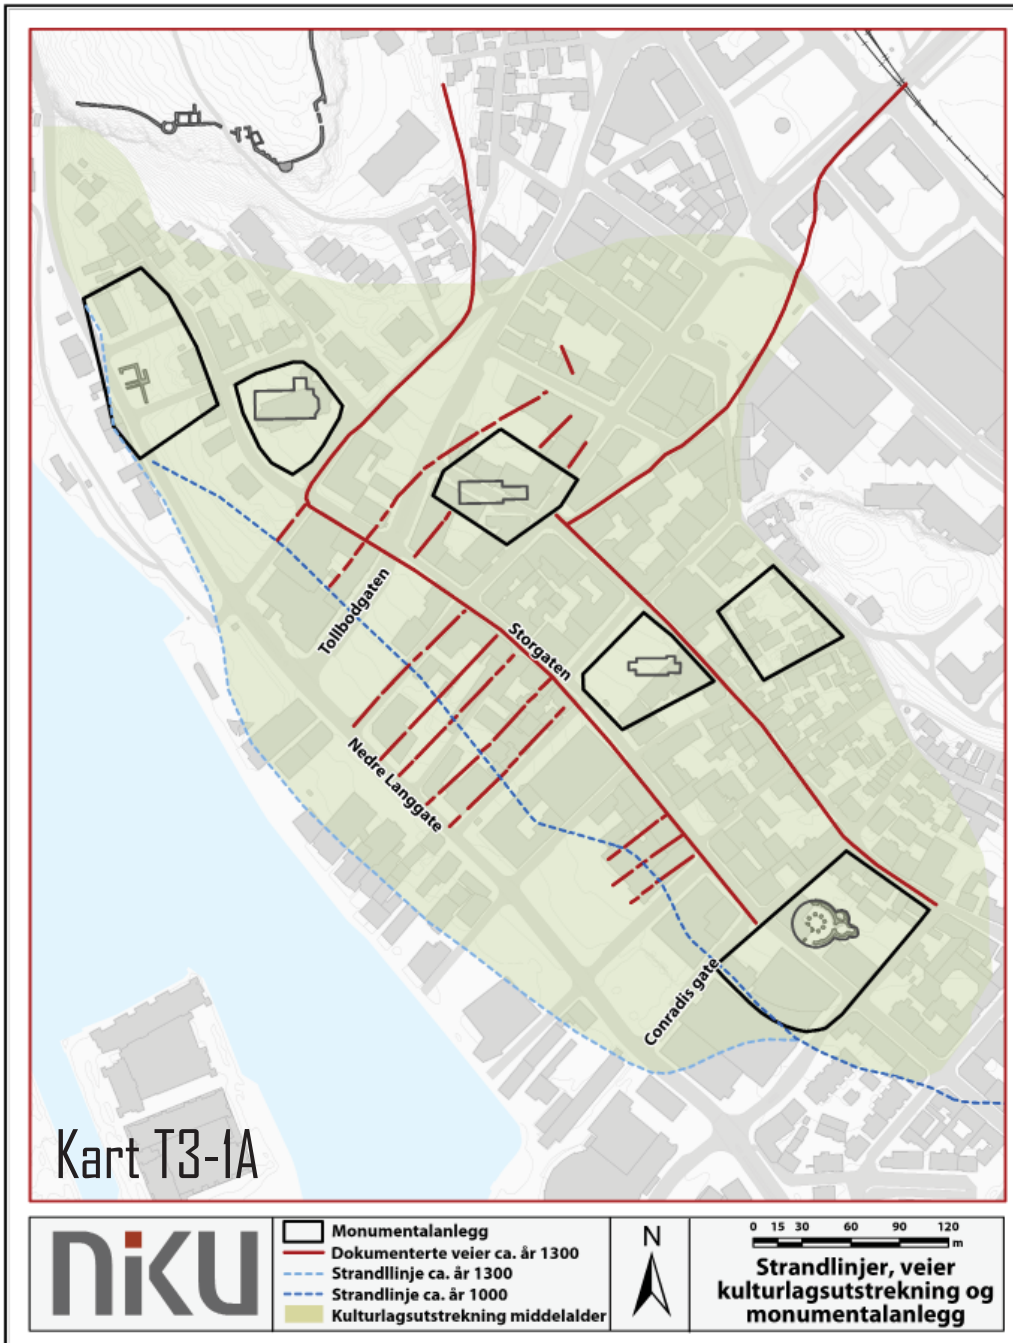 Tollbodgaten
Storgaten
Nedre Langgate
Conradis gate
Kart T3-1A
NiKU
Monumentalanlegg
Dokumenterte veier ca. år 1300
Strandllinje ca. år 1300
Strandlinje ca. år 1000
Kulturlagsutstrekning middelalder
N
0 15 30 60 90 120
m
Strandlinjer, veier
kulturlagsutstrekning og
monumentalanlegg